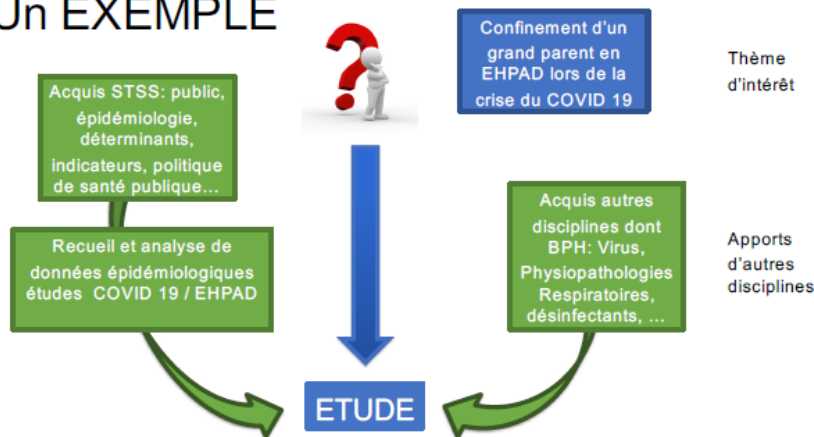 Un EXEMPLE
Confinement d'un
grand parent en
EHPAD lors de la
crise du COVID 19
Thème
d'intérêt
Acquis STSS: public,
épidémiologie,
déterminants,
indicateurs, politique
de santé publique...
Recueil et analyse de
données épidémiologiques
études COVID 19 / EHPAD
Acquis autres
disciplines dont
BPH: Virus,
Physiopathologies
Respiratoires,
désinfectants, ...
Apports
d'autres
disciplines
ETUDE